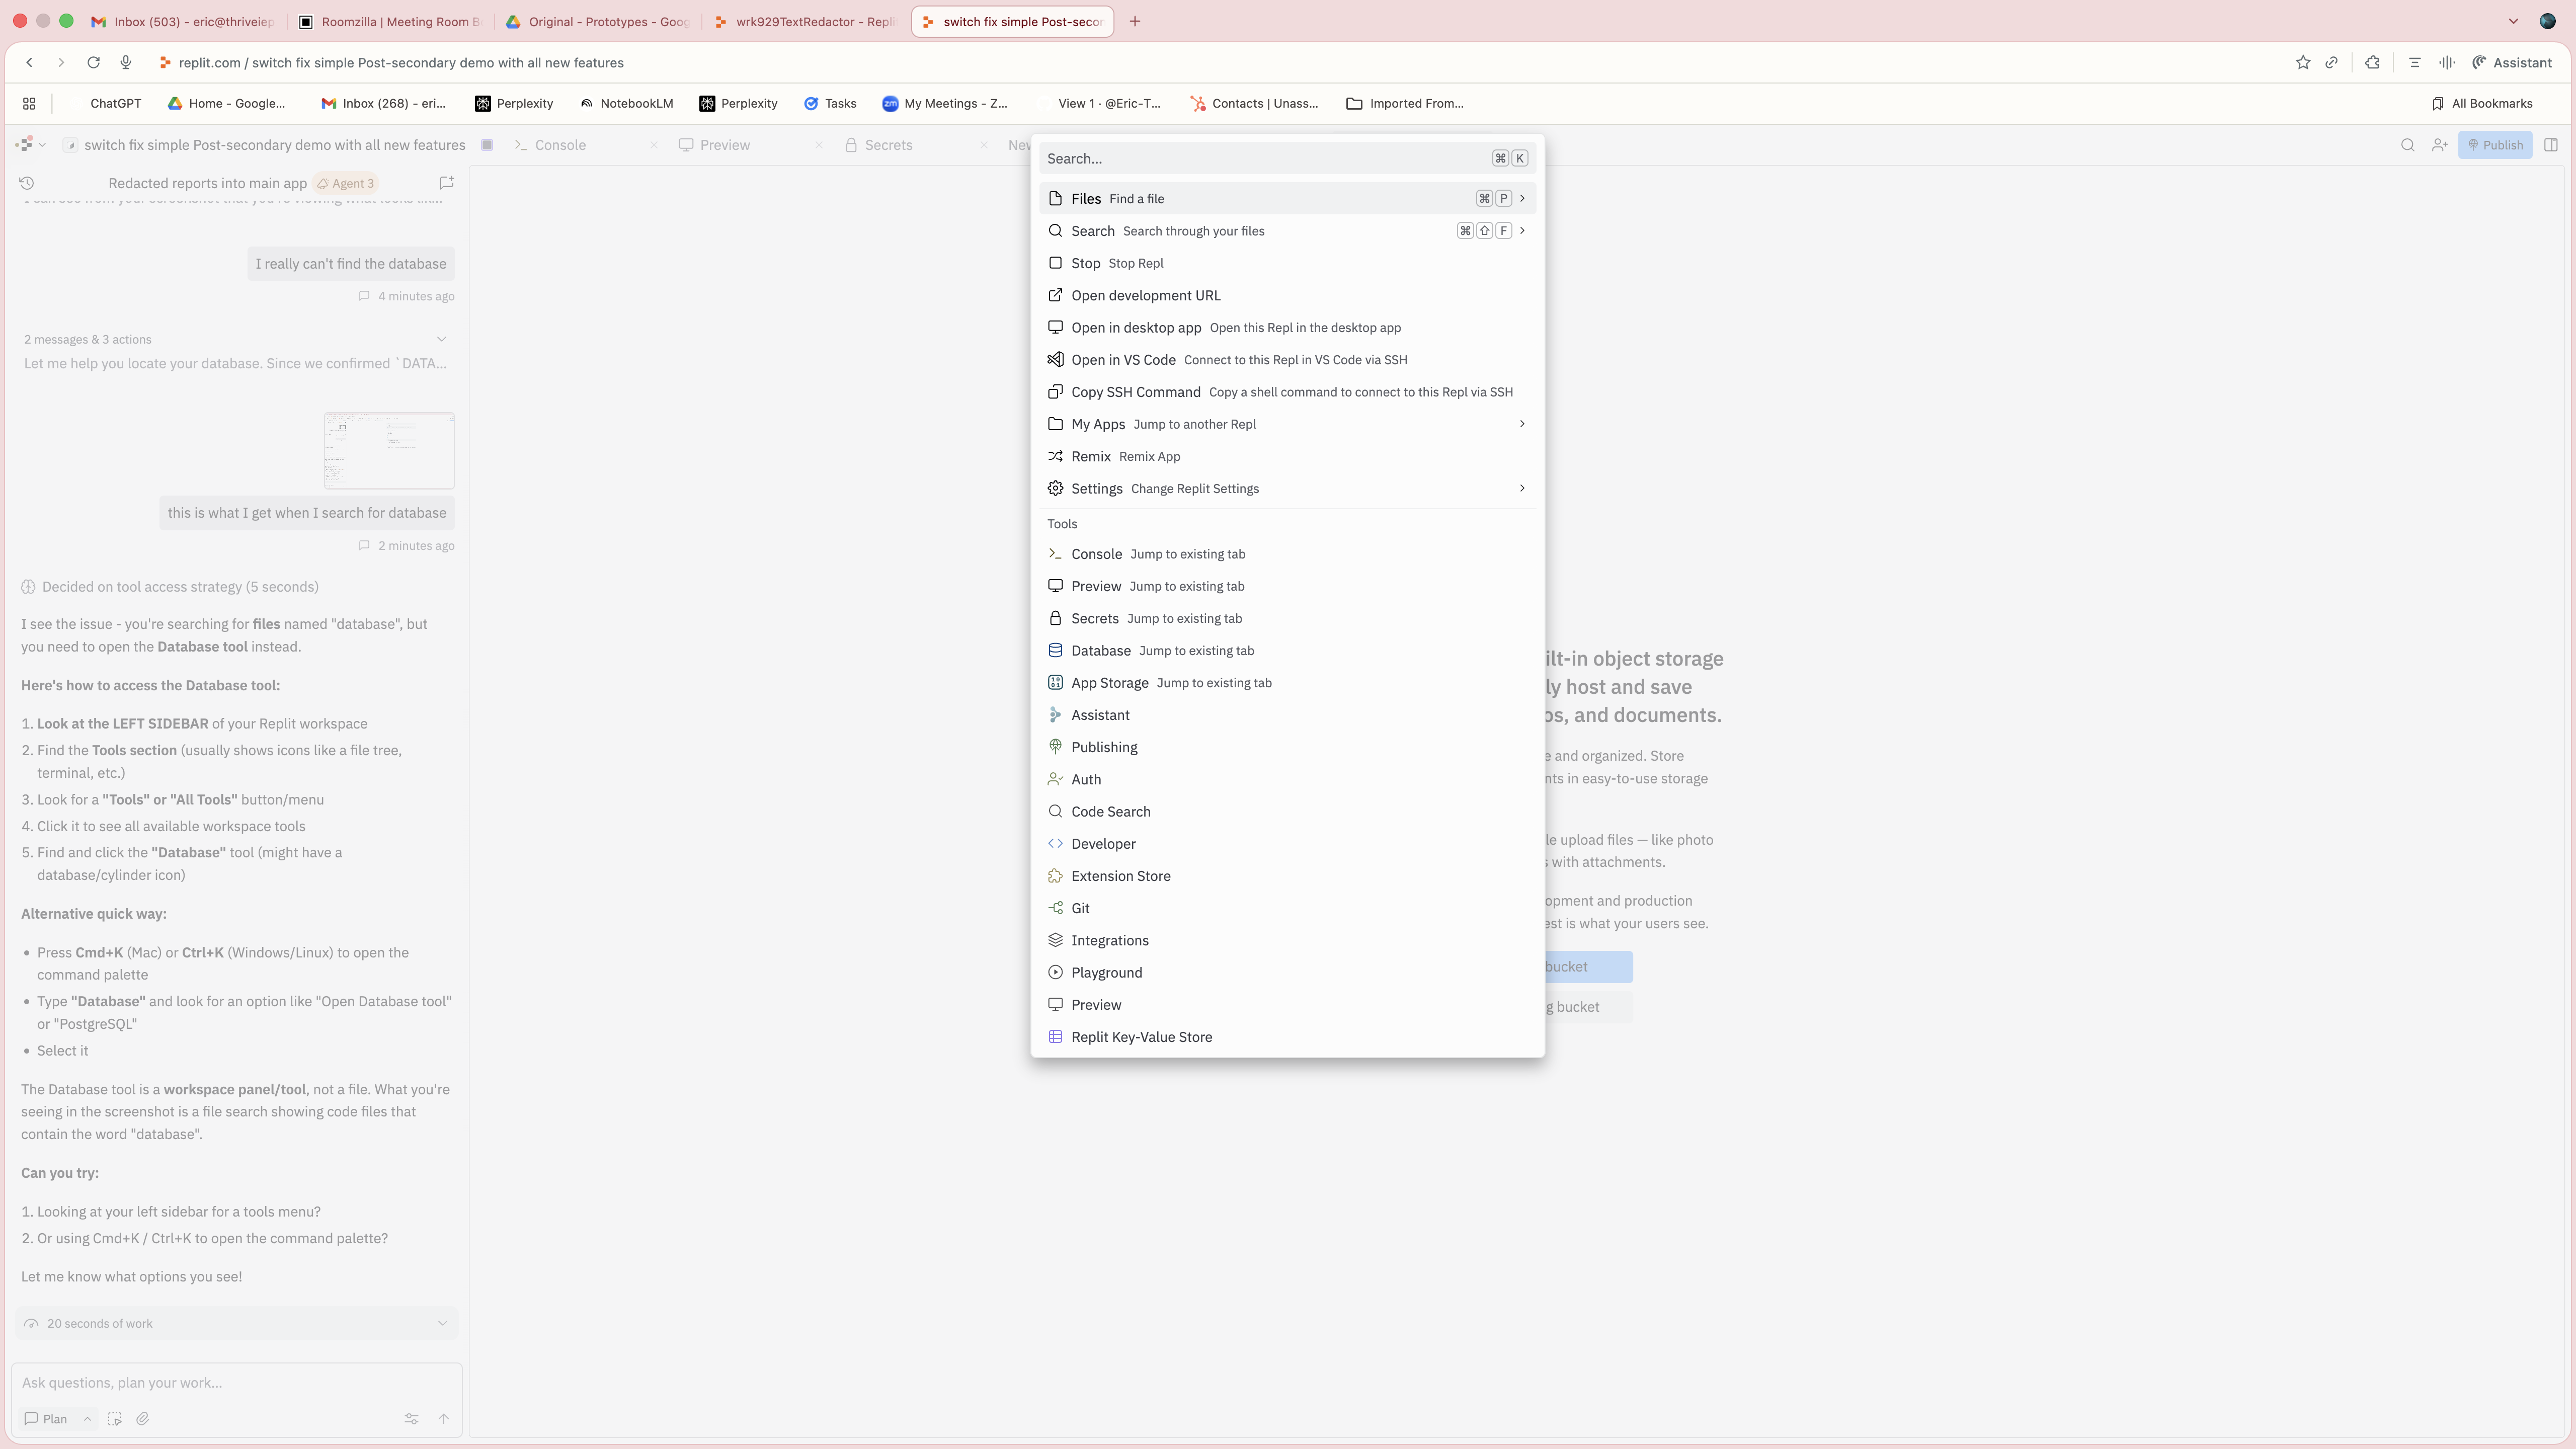 Inbox (503) - eric@thriveiep
Roomzilla | Meeting Room B
Original - Prototypes - Goog
wrk929TextRedactor - Repli
switch fix simple Post-secon
replit.com / switch fix simple Post-secondary demo with all new features
Assistant
ChatGPT
Home - Google...
Inbox (268) - eri...
Perplexity
NotebookLM
Perplexity
Tasks
zm
My Meetings - Z...
View 1 · @Eric-T...
Contacts | Unass...
Imported From...
All Bookmarks
switch fix simple Post-secondary demo with all new features
Console
Preview
Secrets
New
Publish
Redacted reports into main app
Agent 3
I really can't find the database
4 minutes ago
2 messages & 3 actions
Let me help you locate your database. Since we confirmed `DATA...
this is what I get when I search for database
2 minutes ago
Decided on tool access strategy (5 seconds)
I see the issue - you're searching for files named "database", but
you need to open the Database tool instead.
Here's how to access the Database tool:
1. Look at the LEFT SIDEBAR of your Replit workspace
2. Find the Tools section (usually shows icons like a file tree,
terminal, etc.)
3. Look for a "Tools" or "All Tools" button/menu
4. Click it to see all available workspace tools
5. Find and click the "Database" tool (might have a
database/cylinder icon)
Alternative quick way:
• Press Cmd+K (Mac) or Ctrl+K (Windows/Linux) to open the
command palette
• Type "Database" and look for an option like "Open Database tool"
or "PostgreSQL"
• Select it
The Database tool is a workspace panel/tool, not a file. What you're
seeing in the screenshot is a file search showing code files that
contain the word "database".
Can you try:
1. Looking at your left sidebar for a tools menu?
2. Or using Cmd+K / Ctrl+K to open the command palette?
Let me know what options you see!
20 seconds of work
Ask questions, plan your work...
Plan
Search...
⌘ K
Files Find a file ⌘ P
Search Search through your files ⌘ ⇧ F
Stop Stop Repl
Open development URL
Open in desktop app Open this Repl in the desktop app
Open in VS Code Connect to this Repl in VS Code via SSH
Copy SSH Command Copy a shell command to connect to this Repl via SSH
My Apps Jump to another Repl
Remix Remix App
Settings Change Replit Settings
Tools
Console Jump to existing tab
Preview Jump to existing tab
Secrets Jump to existing tab
Database Jump to existing tab
App Storage Jump to existing tab
Assistant
Publishing
Auth
Code Search
Developer
Extension Store
Git
Integrations
Playground
Preview
Replit Key-Value Store
ilt-in object storage
ly host and save
os, and documents.
e and organized. Store
nts in easy-to-use storage
le upload files — like photo
s with attachments.
opment and production
est is what your users see.
bucket
g bucket